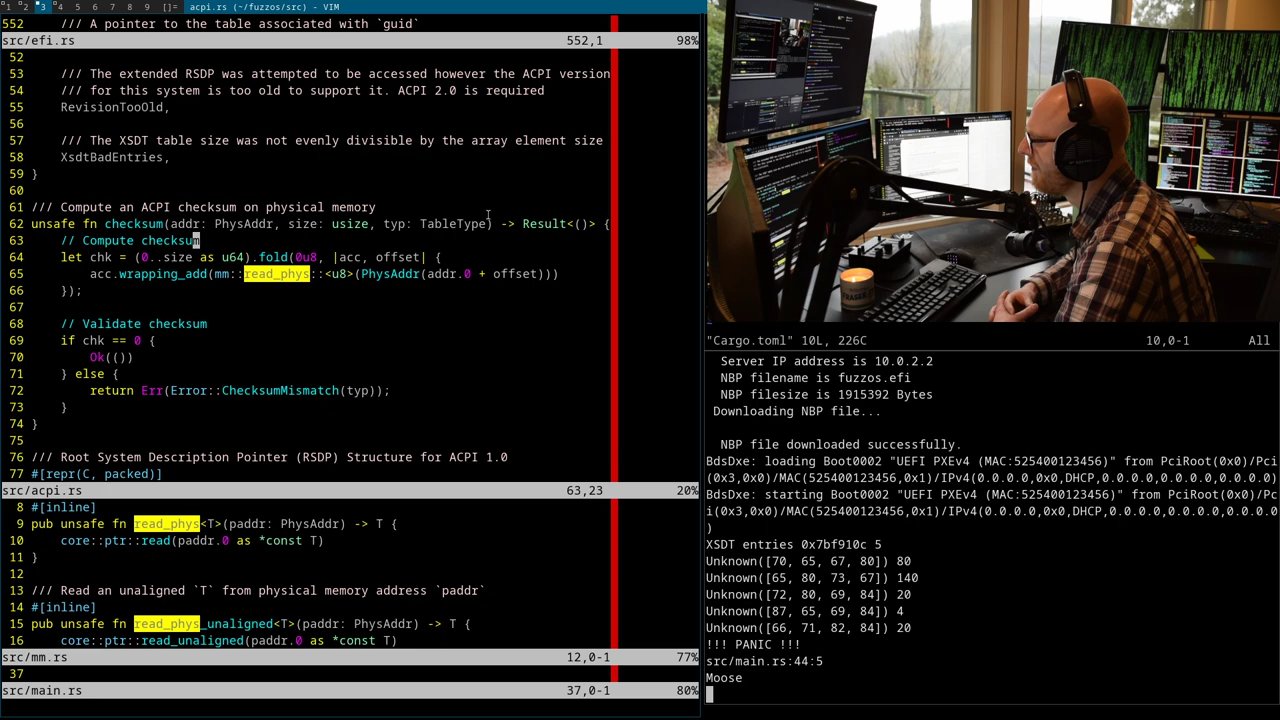 1 2 3 4 5 6 7 8 9 []= acpi.rs (~/fuzzos/src) - VIM
552 /// A pointer to the table associated with `guid`
src/efi.rs 552,1 98%
52
53 /// The extended RSDP was attempted to be accessed however the ACPI version
54 /// for this system is too old to support it. ACPI 2.0 is required
55 RevisionTooOld,
56
57 /// The XSDT table size was not evenly divisible by the array element size
58 XsdtBadEntries,
59 }
60
61 /// Compute an ACPI checksum on physical memory
62 unsafe fn checksum(addr: PhysAddr, size: usize, typ: TableType) -> Result<()> {
63 // Compute checksum
64 let chk = (0..size as u64).fold(0u8, |acc, offset| {
65 acc.wrapping_add(mm::read_phys::<u8>(PhysAddr(addr.0 + offset)))
66 });
67
68 // Validate checksum
69 if chk == 0 {
70 Ok(())
71 } else {
72 return Err(Error::ChecksumMismatch(typ));
73 }
74 }
75
76 /// Root System Description Pointer (RSDP) Structure for ACPI 1.0
77 #[repr(C, packed)]
src/acpi.rs 63,23 20%
8 #[inline]
9 pub unsafe fn read_phys<T>(paddr: PhysAddr) -> T {
10 core::ptr::read(paddr.0 as *const T)
11 }
12
13 /// Read an unaligned `T` from physical memory address `paddr`
14 #[inline]
15 pub unsafe fn read_phys_unaligned<T>(paddr: PhysAddr) -> T {
16 core::ptr::read_unaligned(paddr.0 as *const T)
src/mm.rs 12,0-1 77%
37
src/main.rs 37,0-1 80%
"Cargo.toml" 10L, 226C 10,0-1 All
Server IP address is 10.0.2.2
NBP filename is fuzzos.efi
NBP filesize is 1915392 Bytes
Downloading NBP file...
NBP file downloaded successfully.
BdsDxe: loading Boot0002 "UEFI PXEv4 (MAC:525400123456)" from PciRoot(0x0)/Pci
(0x3,0x0)/MAC(525400123456,0x1)/IPv4(0.0.0.0,0x0,DHCP,0.0.0.0,0.0.0.0,0.0.0.0)
BdsDxe: starting Boot0002 "UEFI PXEv4 (MAC:525400123456)" from PciRoot(0x0)/Pc
i(0x3,0x0)/MAC(525400123456,0x1)/IPv4(0.0.0.0,0x0,DHCP,0.0.0.0,0.0.0.0,0.0.0.0
)
XSDT entries 0x7bf910c 5
Unknown([70, 65, 67, 80]) 80
Unknown([65, 80, 73, 67]) 140
Unknown([72, 80, 69, 84]) 20
Unknown([87, 65, 69, 84]) 4
Unknown([66, 71, 82, 84]) 20
!!! PANIC !!!
src/main.rs:44:5
Moose